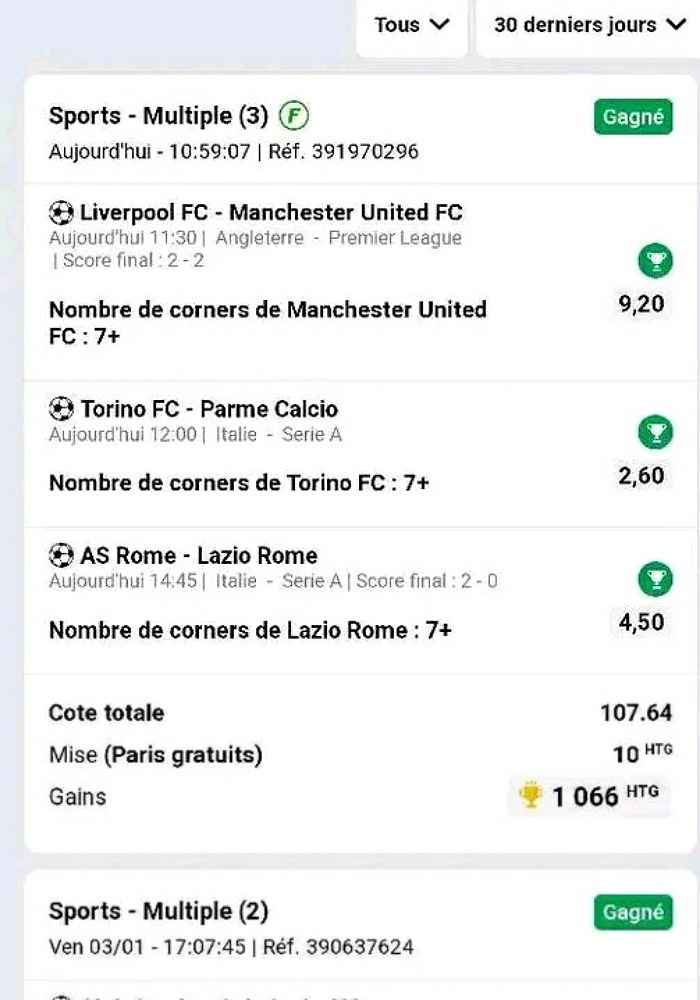 Tous 30 derniers jours
Sports - Multiple (3) F Gagné
Aujourd'hui - 10:59:07 | Réf. 391970296
Liverpool FC - Manchester United FC
Aujourd'hui 11:30 | Angleterre - Premier League
| Score final : 2 - 2
Nombre de corners de Manchester United
FC : 7+
9,20
Torino FC - Parme Calcio
Aujourd'hui 12:00 | Italie - Serie A
Nombre de corners de Torino FC : 7+
2,60
AS Rome - Lazio Rome
Aujourd'hui 14:45 | Italie - Serie A | Score final : 2 - 0
Nombre de corners de Lazio Rome : 7+
4,50
Cote totale 107.64
Mise (Paris gratuits) 10 HTG
Gains 1 066 HTG
Sports - Multiple (2) Gagné
Ven 03/01 - 17:07:45 | Réf. 390637624